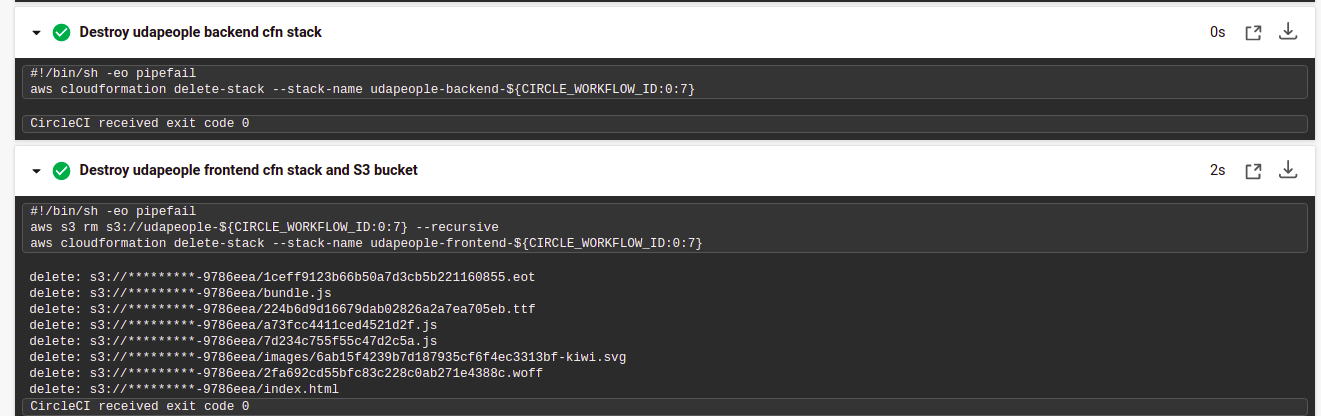 Destroy udapeople backend cfn stack
0s
#!/bin/sh -eo pipefail
aws cloudformation delete-stack --stack-name udapeople-backend-${CIRCLE_WORKFLOW_ID:0:7}
CircleCI received exit code 0
Destroy udapeople frontend cfn stack and S3 bucket
2s
#!/bin/sh -eo pipefail
aws s3 rm s3://udapeople-${CIRCLE_WORKFLOW_ID:0:7} --recursive
aws cloudformation delete-stack --stack-name udapeople-frontend-${CIRCLE_WORKFLOW_ID:0:7}
delete: s3://*********-9786eea/1ceff9123b66b50a7d3cb5b221160855.eot
delete: s3://*********-9786eea/bundle.js
delete: s3://*********-9786eea/224b6d9d16679dab02826a2a7ea705eb.ttf
delete: s3://*********-9786eea/a73fcc4411ced4521d2f.js
delete: s3://*********-9786eea/7d234c755f55c47d2c5a.js
delete: s3://*********-9786eea/images/6ab15f4239b7d187935cf6f4ec3313bf-kiwi.svg
delete: s3://*********-9786eea/2fa692cd55bfc83c228c0ab271e4388c.woff
delete: s3://*********-9786eea/index.html
CircleCI received exit code 0